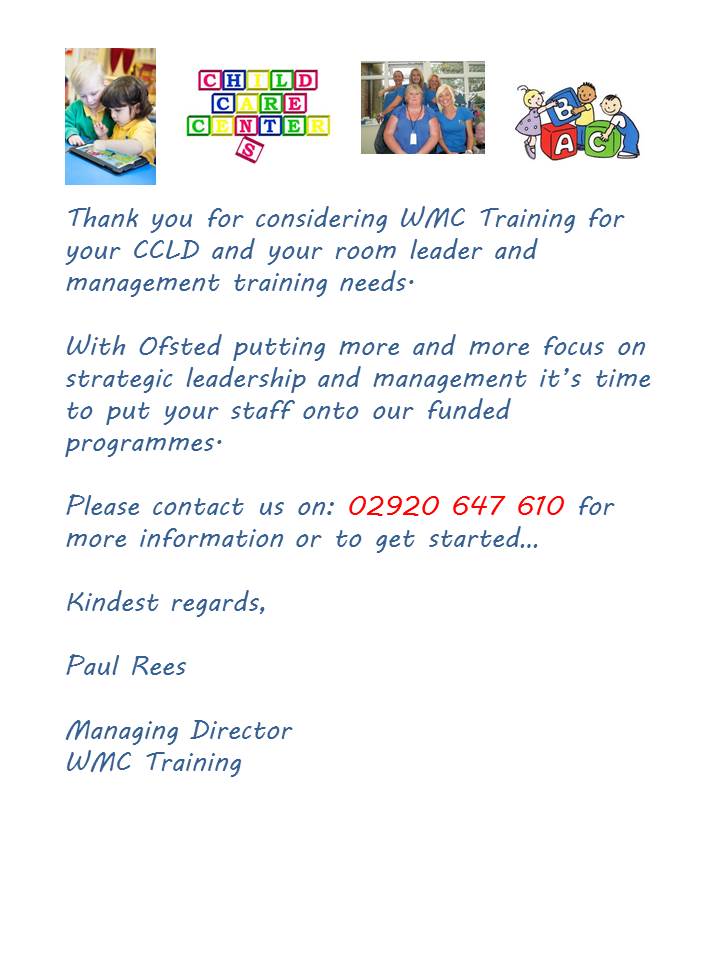 CHILD
CARE
CENTER
S
B
A C
Thank you for considering WMC Training for
your CCLD and your room leader and
management training needs.
With Ofsted putting more and more focus on
strategic leadership and management it's time
to put your staff onto our funded
programmes.
Please contact us on: 02920 647 610 for
more information or to get started...
Kindest regards,
Paul Rees
Managing Director
WMC Training